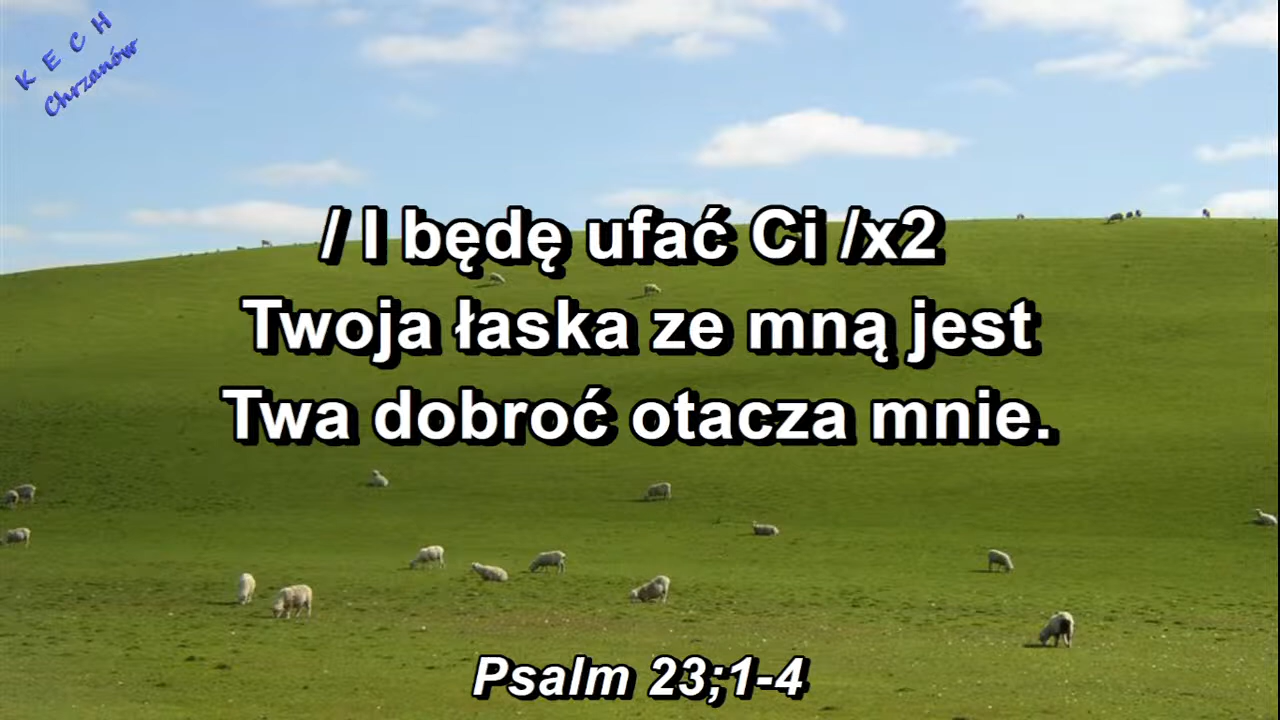 K E C H
Chrzanów
/ I będę ufać Ci /x2
Twoja łaska ze mną jest
Twa dobroć otacza mnie.
Psalm 23;1-4